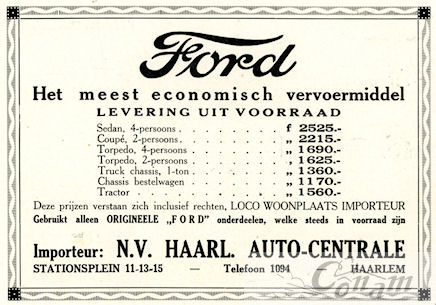 Ford
Het meest economisch vervoermiddel
LEVERING UIT VOORRAAD
Sedan, 4-persoons . . . . . . . f 2525.-
Coupé, 2-persoons . . . . . . . „ 2215.-
Torpedo, 4-persoons . . . . . . „ 1690.-
Torpedo, 2-persoons . . . . . . , 1625.-
Truck chassis, 1-ton . . . . . . „ 1360.-
Chassis bestelwagen . . . . . . „ 1170.-
Tractor . . . . . . . . . . „ 1560.-
Deze prijzen verstaan zich inclusief rechten, LOCO WOONPLAATS IMPORTEUR
Gebruikt alleen ORIGINEELE „FORD” onderdeelen, welke steeds in voorraad zijn
Importeur: N.V. HAARL. AUTO-CENTRALE
STATIONSPLEIN 11-13-15 — Telefoon 1094 HAARLEM
Conam